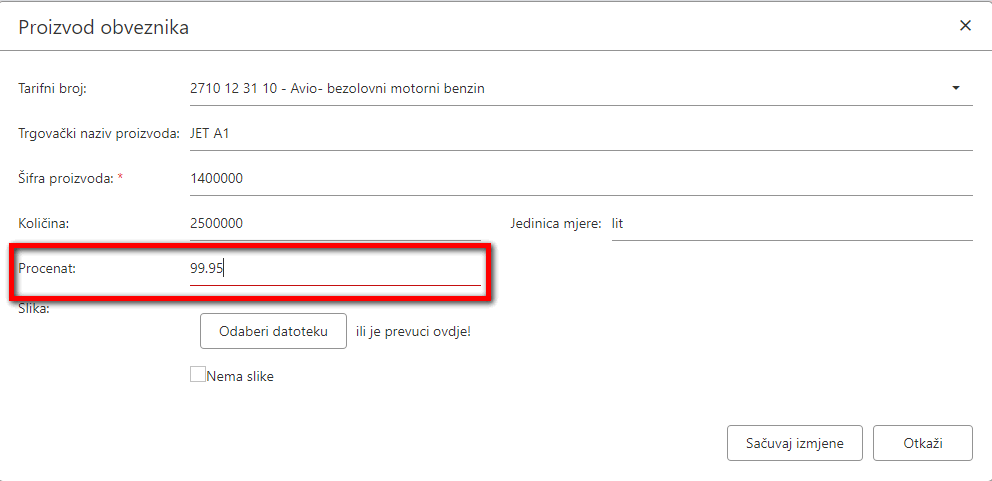 Proizvod obveznika
Tarifni broj: 2710 12 31 10 - Avio- bezolovni motorni benzin
Trgovački naziv proizvoda: JET A1
Šifra proizvoda: * 1400000
Količina: 2500000 Jedinica mjere: lit
Procenat: 99.95
Slika:
Odaberi datoteku ili je prevuci ovdje!
Nema slike
Sačuvaj izmjene Otkaži